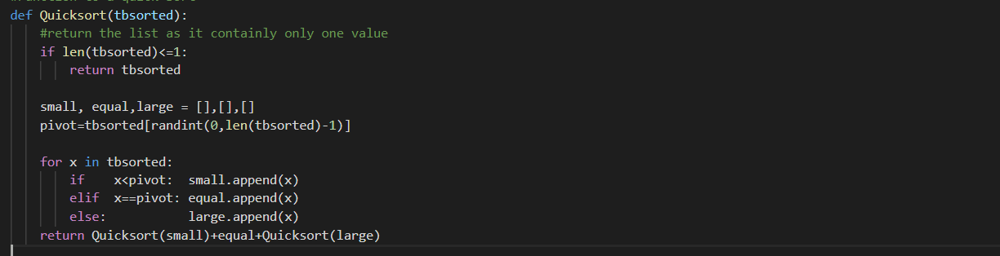 def Quicksort(tbsorted):
    #return the list as it containly only one value
    if len(tbsorted)<=1:
        return tbsorted

    small, equal,large = [],[],[]
    pivot=tbsorted[randint(0,len(tbsorted)-1)]

    for x in tbsorted:
        if    x<pivot:  small.append(x)
        elif  x==pivot: equal.append(x)
        else:           large.append(x)
    return Quicksort(small)+equal+Quicksort(large)